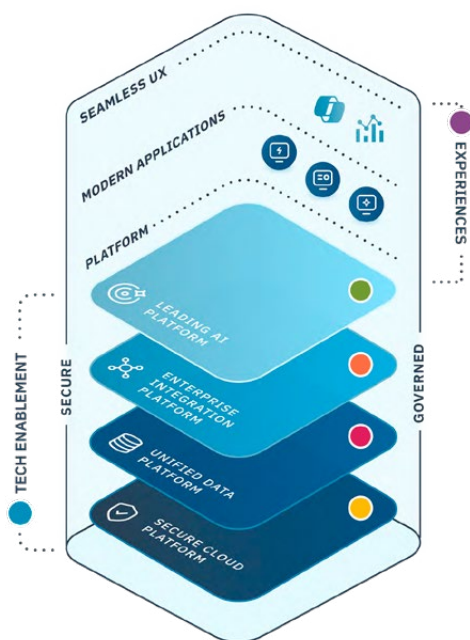 SEAMLESS UX
MODERN APPLICATIONS
PLATFORM
EXPERIENCES
LEADING AI
PLATFORM
ENTERPRISE
INTEGRATION
PLATFORM
UNIFIED DATA
PLATFORM
SECURE CLOUD
PLATFORM
TECH ENABLEMENT
SECURE
GOVERNED